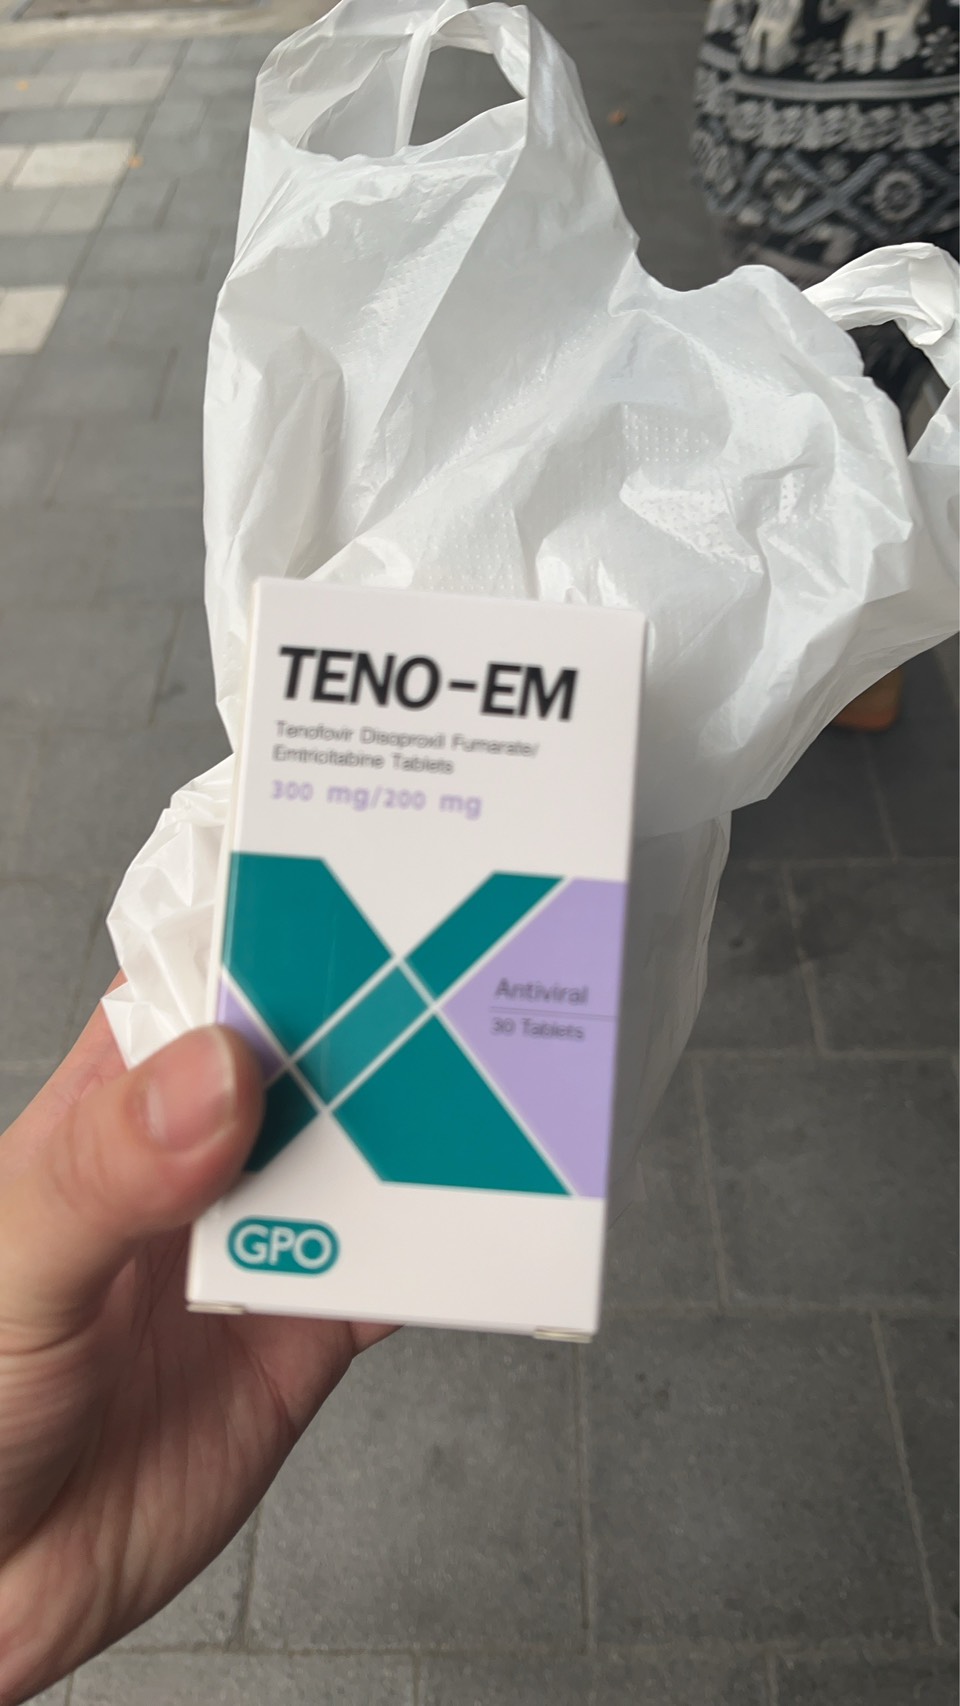 TENO-EM
Tenofovir Disoproxil Fumarate/
Emtricitabine Tablets
300 mg/200 mg
Antiviral
30 Tablets
GPO